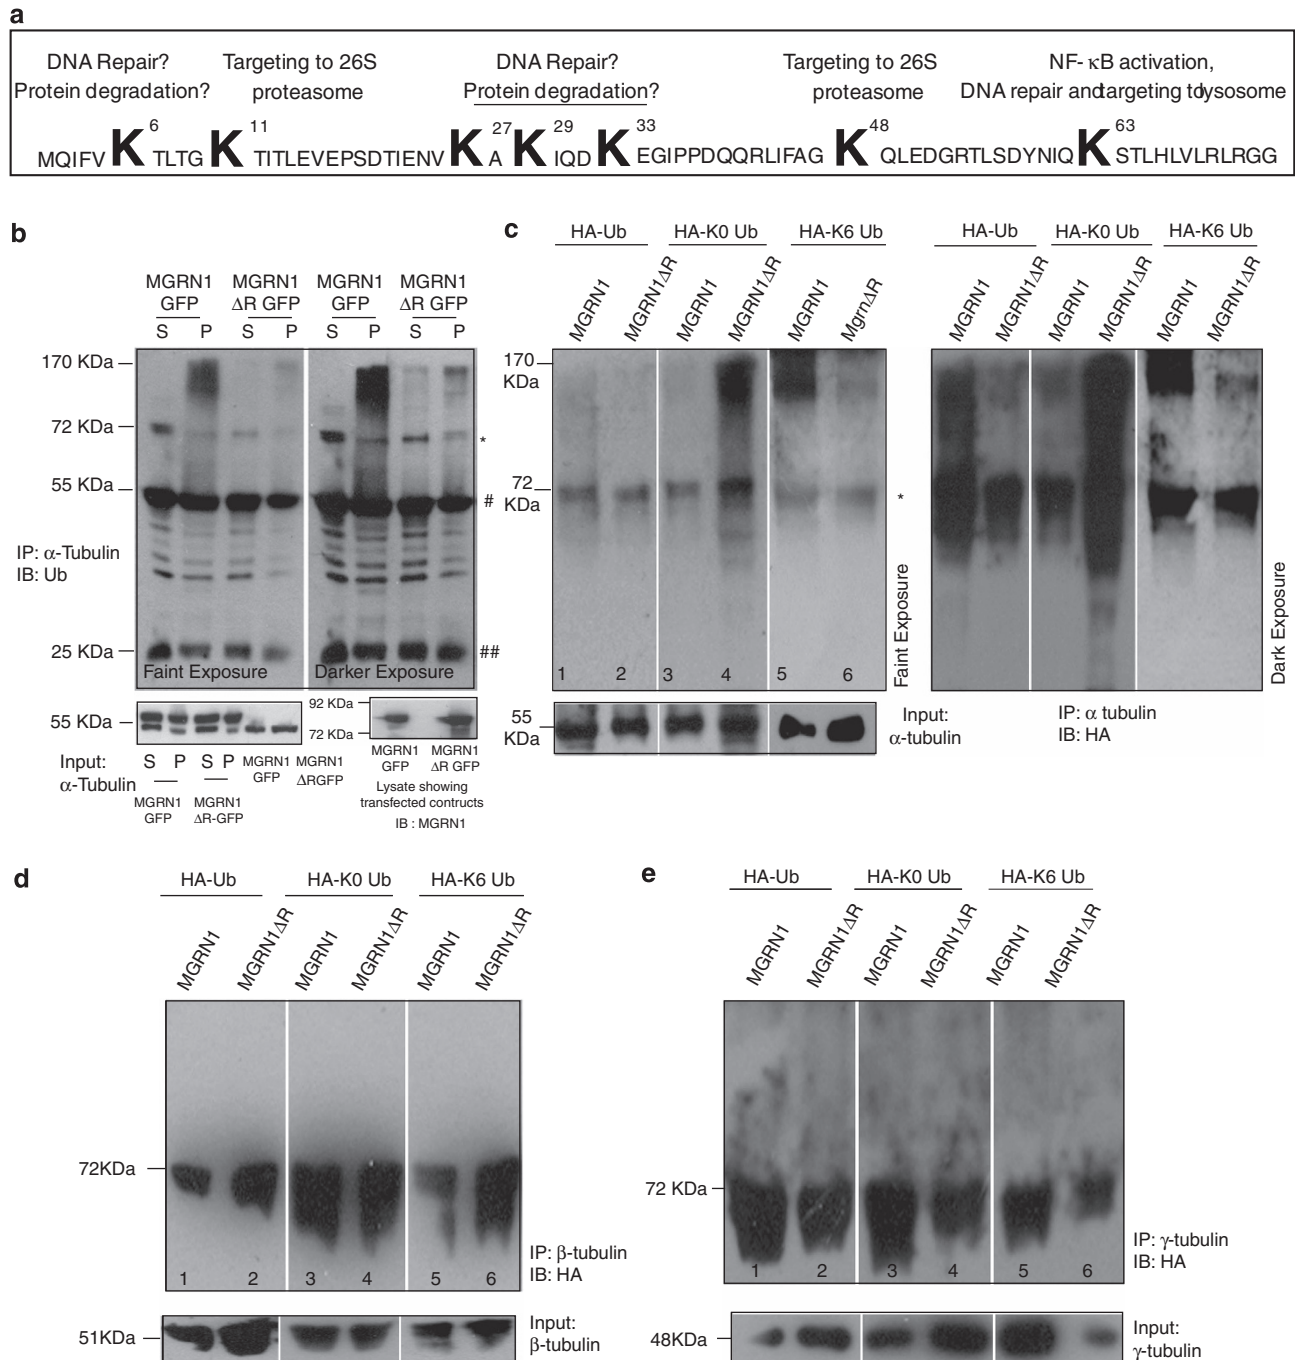 a
DNA Repair?
Protein degradation?
Targeting to 26S
proteasome
DNA Repair?
Protein degradation?
Targeting to 26S
proteasome
NF- κB activation,
DNA repair andtargeting tolysosome
MQIFV K6 TLTG K11 TITLEVEPSDTIENV K27 A K29 IQD K33 EGIPPDQQRLIFAG K48 QLEDGRTLSDYNIQ K63 STLHLVLRLRGG
b
MGRN1 GFP
MGRN1 ΔR GFP
MGRN1 GFP
MGRN1 ΔR GFP
S P S P S P S P
170 KDa
72 KDa
*
55 KDa
#
IP: α-Tubulin
IB: Ub
25 KDa
##
Faint Exposure
Darker Exposure
55 KDa
92 KDa
72 KDa
Input:
α-Tubulin
S P S P
MGRN1 GFP
MGRN1 ΔR-GFP
MGRN1 GFP
MGRN1 ΔRGFP
MGRN1 GFP
MGRN1 ΔR GFP
Lysate showing
transfected contructs
IB : MGRN1
c
HA-Ub HA-K0 Ub HA-K6 Ub HA-Ub HA-K0 Ub HA-K6 Ub
MGRN1 MGRN1ΔR MGRN1 MGRN1ΔR MGRN1 MgrnΔR MGRN1 MGRN1ΔR MGRN1 MGRN1ΔR MGRN1 MGRN1ΔR
170 KDa
72 KDa
*
1 2 3 4 5 6
Faint Exposure
Dark Exposure
55 KDa
Input:
α-tubulin
IP: α tubulin
IB: HA
d
HA-Ub HA-K0 Ub HA-K6 Ub
MGRN1 MGRN1ΔR MGRN1 MGRN1ΔR MGRN1 MGRN1ΔR
72KDa
1 2 3 4 5 6
IP: β-tubulin
IB: HA
51KDa
Input:
β-tubulin
e
HA-Ub HA-K0 Ub HA-K6 Ub
MGRN1 MGRN1ΔR MGRN1 MGRN1ΔR MGRN1 MGRN1ΔR
72 KDa
1 2 3 4 5 6
IP: γ-tubulin
IB: HA
48KDa
Input:
γ-tubulin